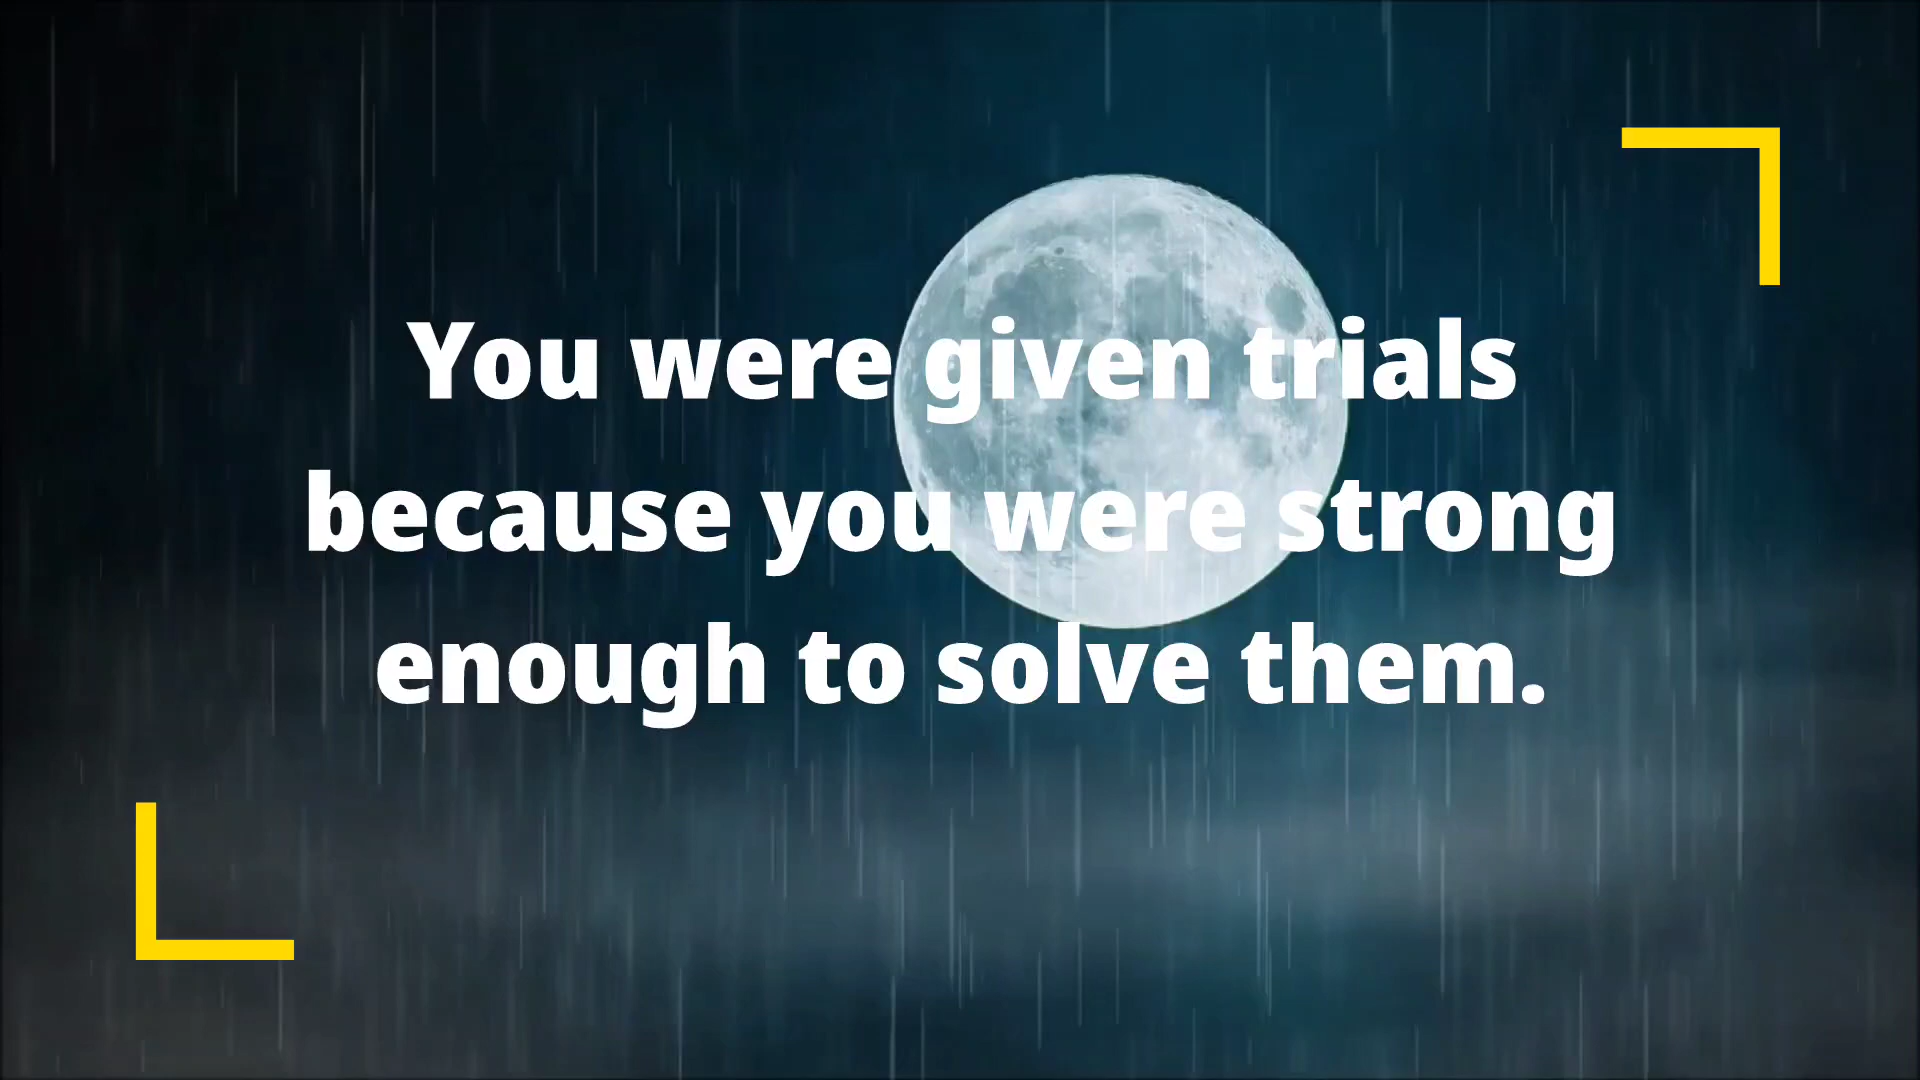 You were given trials
because you were strong
enough to solve them.